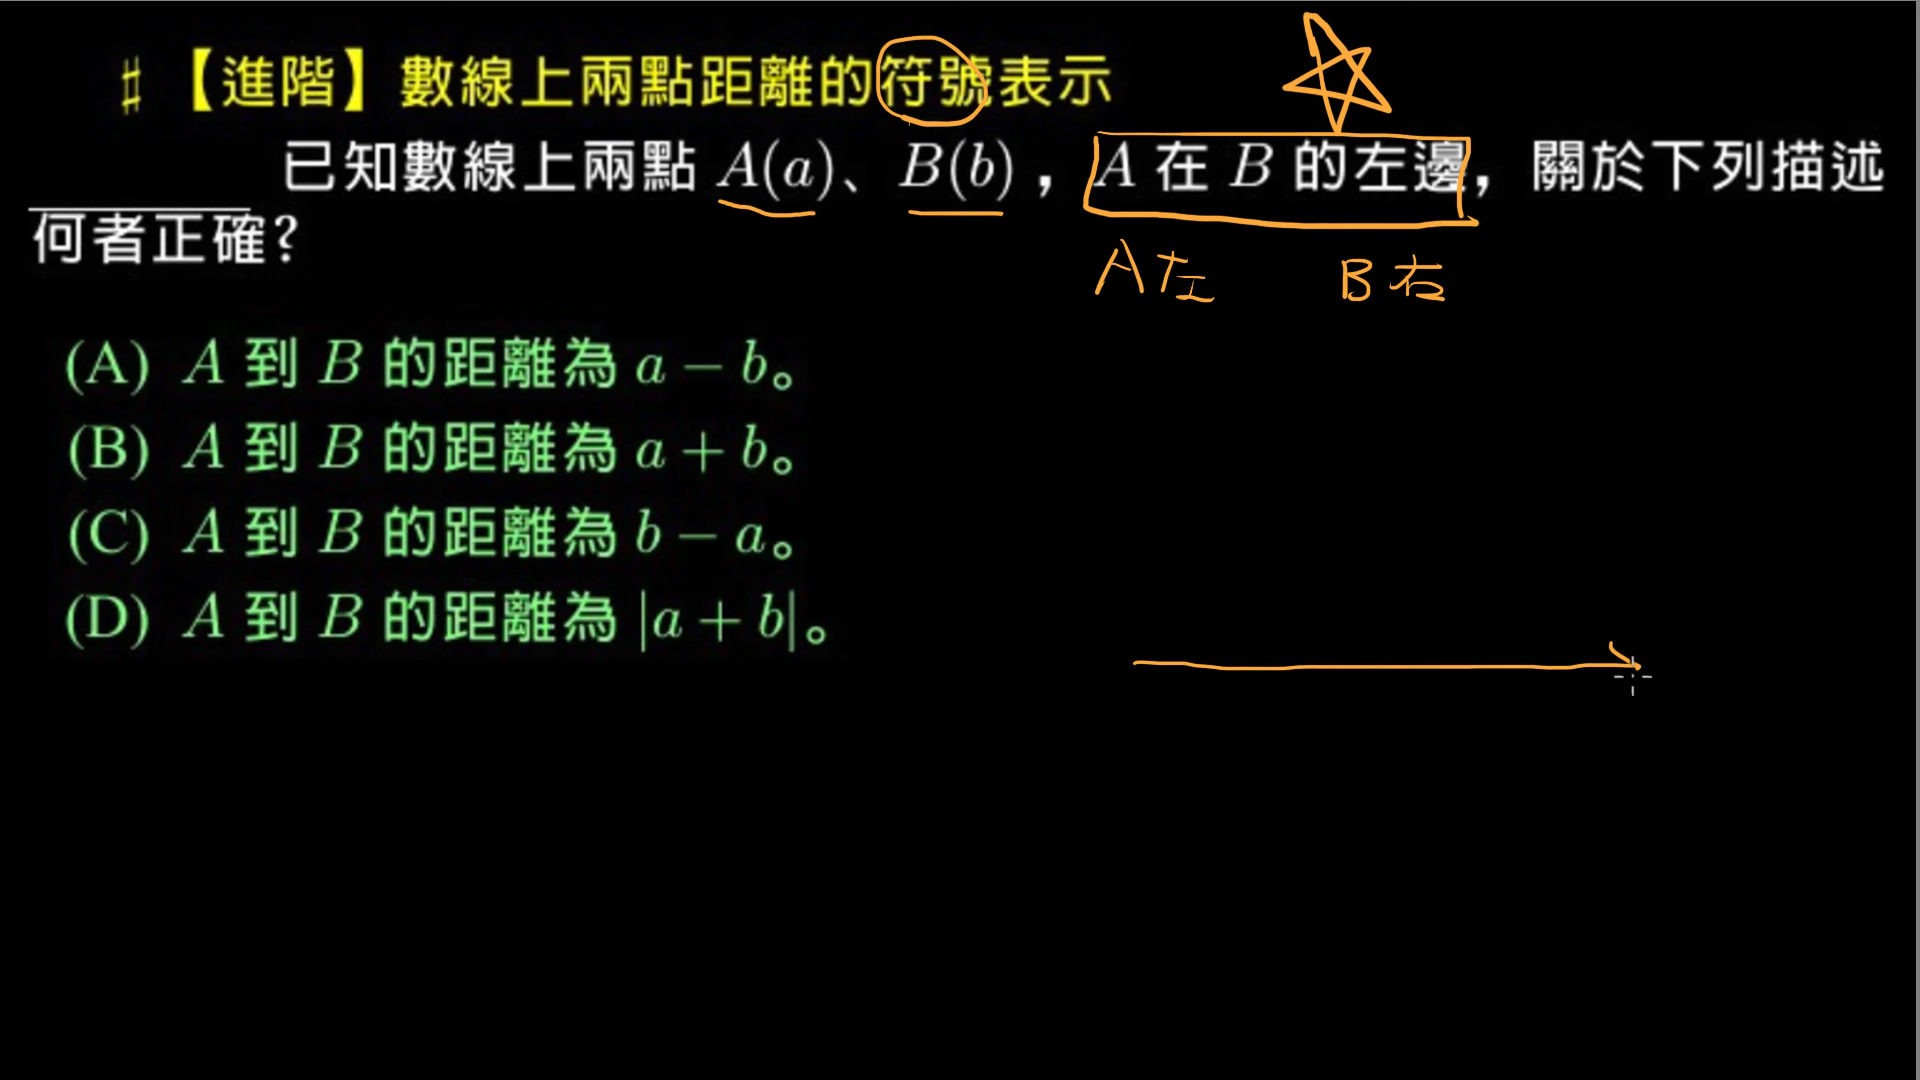 ♯【進階】數線上兩點距離的符號表示
已知數線上兩點 A(a)、B(b)，A 在 B 的左邊，關於下列描述
何者正確？
A左 B右
(A) A 到 B 的距離為 a − b。
(B) A 到 B 的距離為 a + b。
(C) A 到 B 的距離為 b − a。
(D) A 到 B 的距離為 |a + b|。